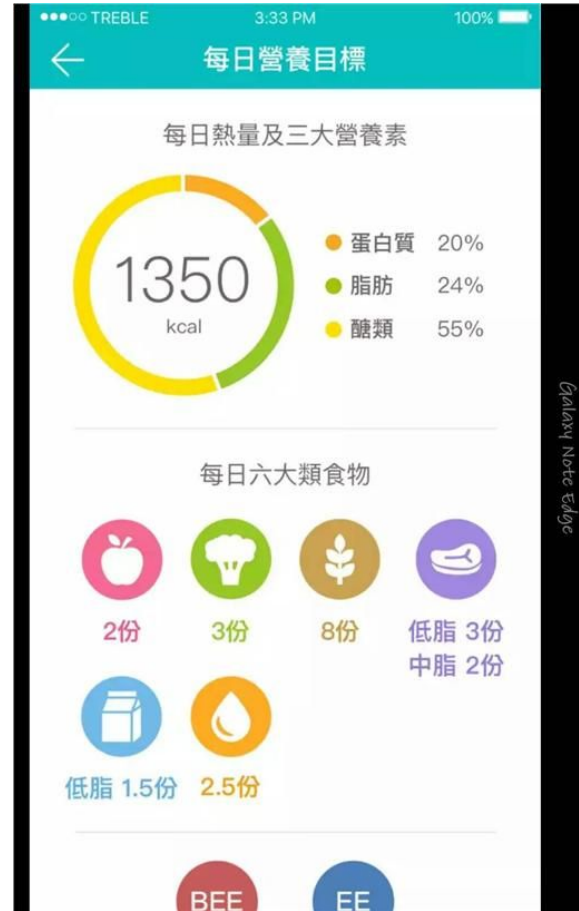 TREBLE 3:33 PM 100%
每日營養目標
每日熱量及三大營養素
1350
kcal
蛋白質 20%
脂肪 24%
醣類 55%
每日六大類食物
2份
3份
8份
低脂 3份
中脂 2份
低脂 1.5份
2.5份
BEE
EE
Galaxy Note Edge